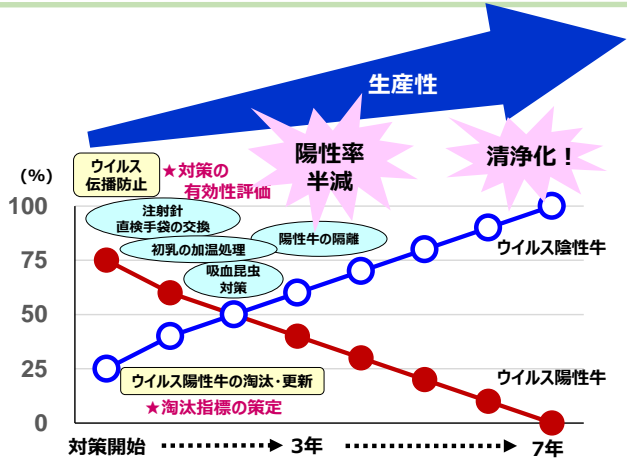 生産性
陽性率
半減
清浄化！
ウイルス
伝播防止
★対策の
有効性評価
(%)
注射針
直検手袋の交換
初乳の加温処理
吸血昆虫
対策
陽性牛の隔離
100
75
50
25
0
ウイルス陰性牛
ウイルス陽性牛
ウイルス陽性牛の淘汰・更新
★淘汰指標の策定
対策開始
3年
7年